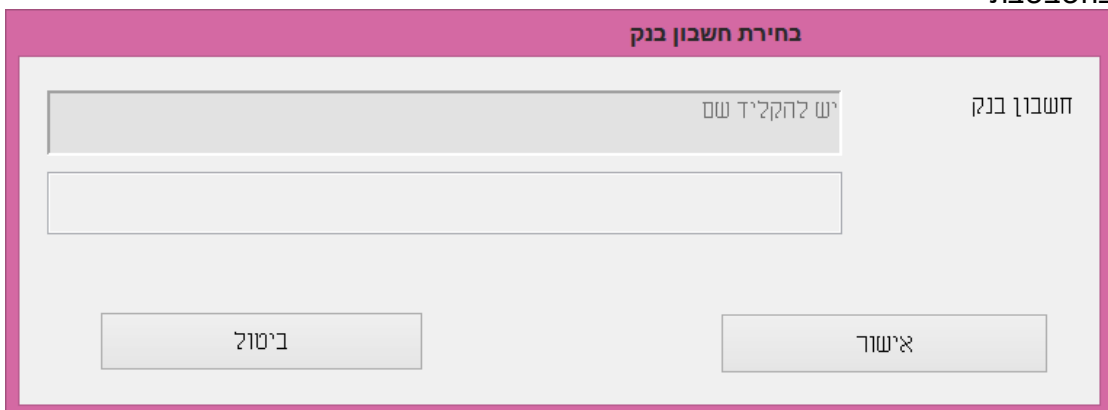 בחירת חשבון בנק
חשבון בנק
יש להקליד שם
אישור
ביטול